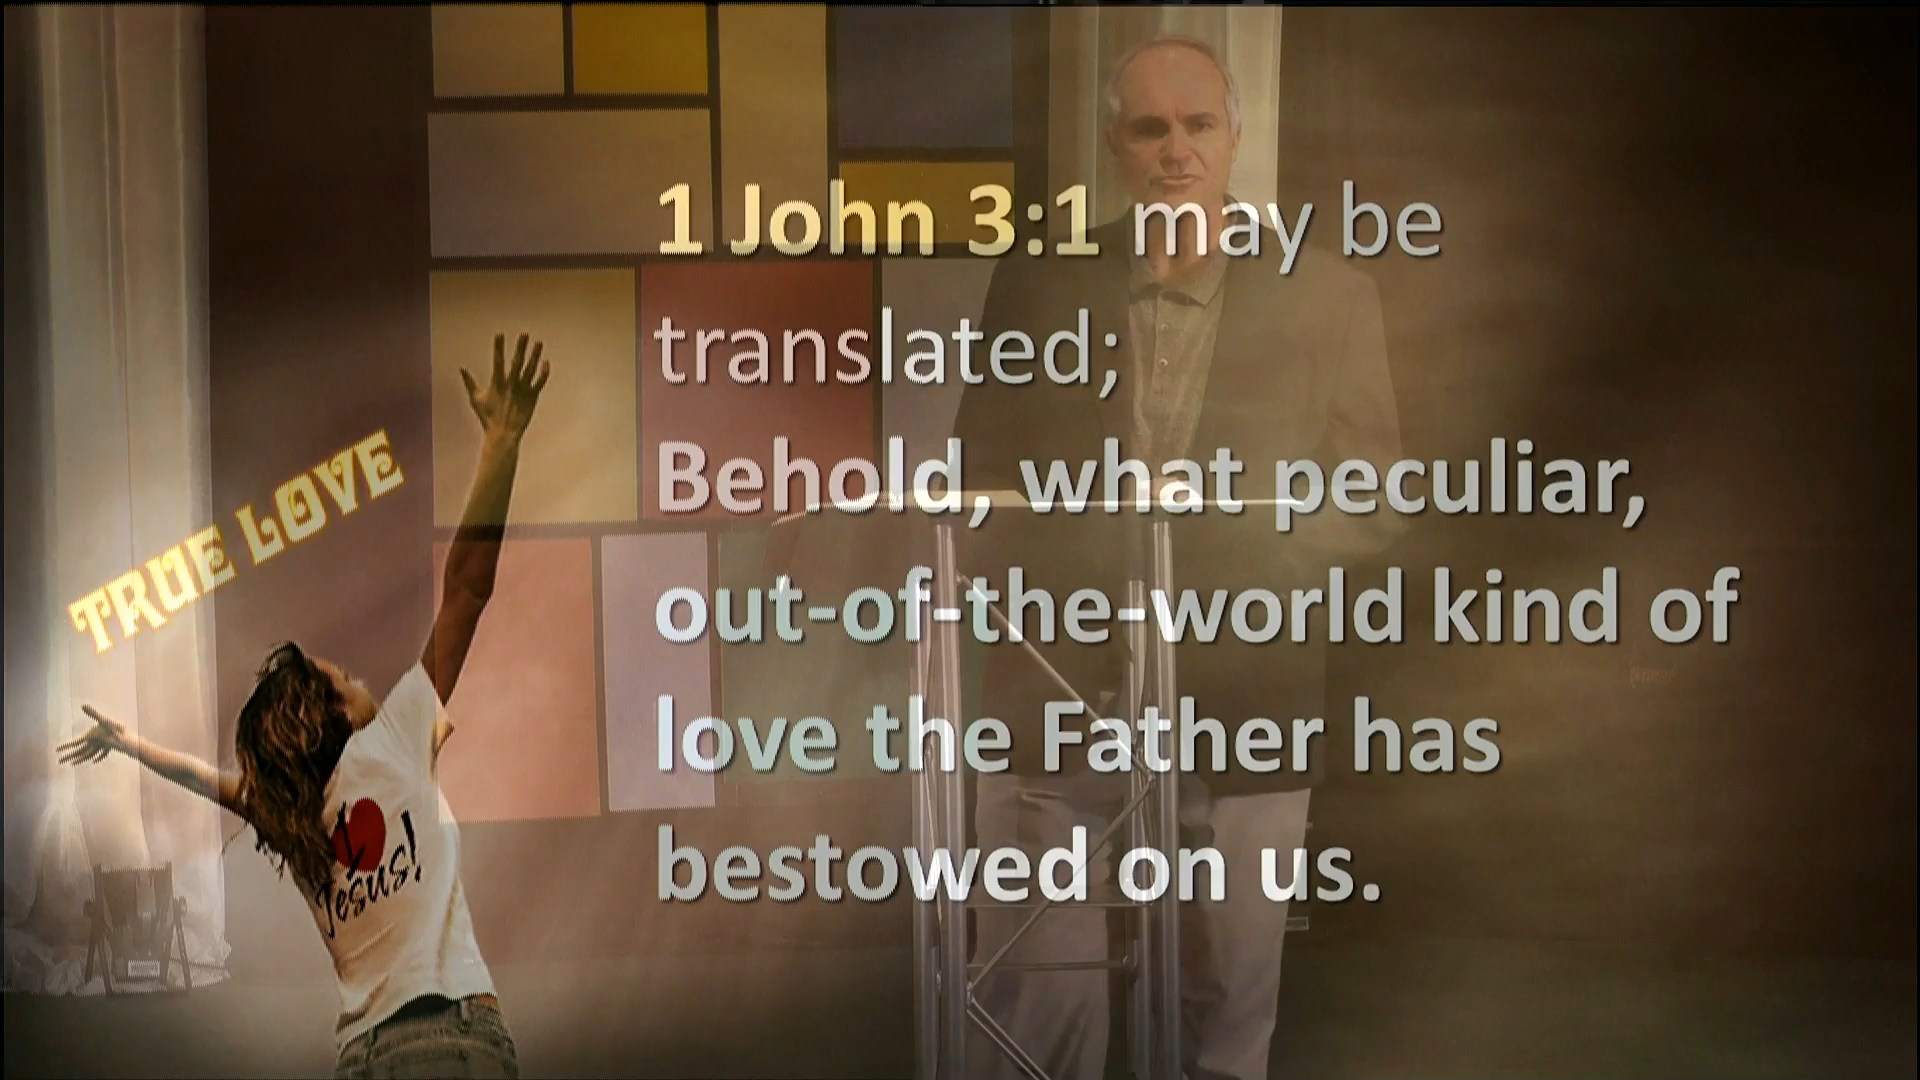 1 John 3:1 may be
translated;
Behold, what peculiar,
out-of-the-world kind of
love the Father has
bestowed on us.
TRUE LOVE
I
Jesus!